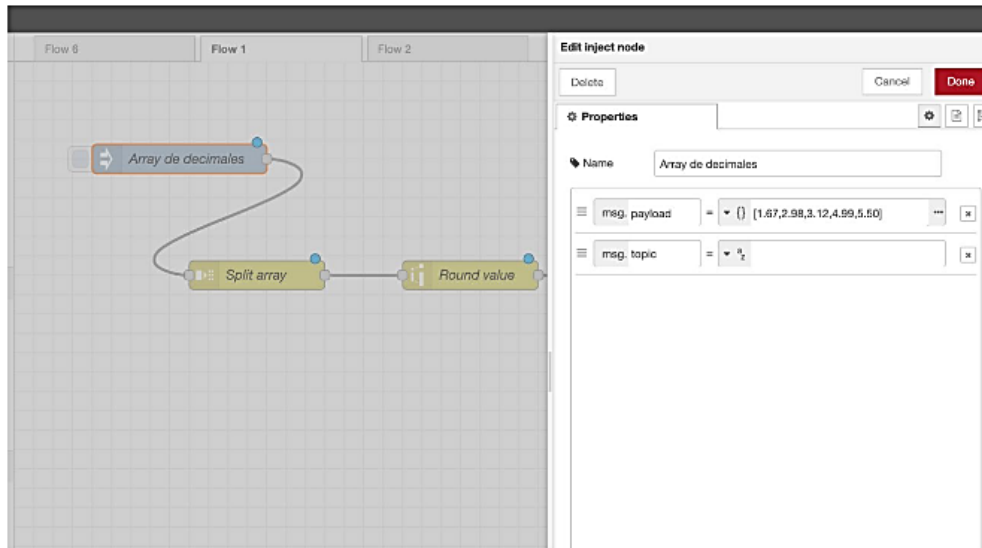 Flow 6
Flow 1
Flow 2
Array de decimales
Split array
Round value
Edit inject node
Delete
Cancel
Done
Properties
Name
Array de decimales
msg. payload = {} [1.67,2.98,3.12,4.99,5.50] •••
msg. topic = az